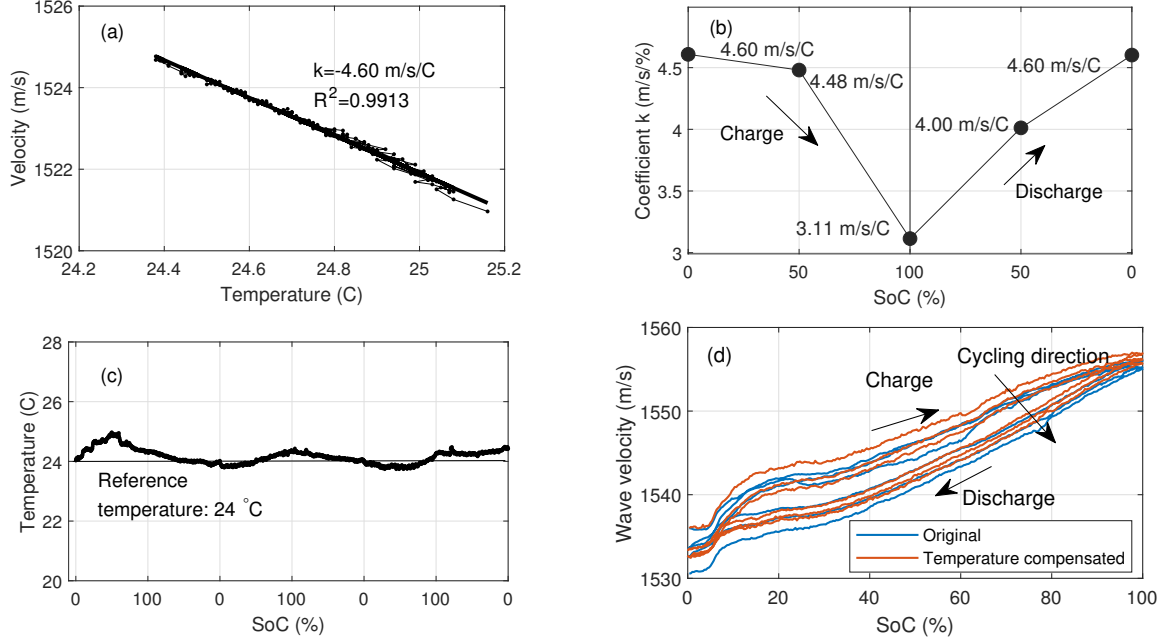 (a)
k=-4.60 m/s/C
R²=0.9913
1526
1524
1522
1520
Velocity (m/s)
24.2 24.4 24.6 24.8 25 25.2
Temperature (C)
(b)
4.60 m/s/C
4.48 m/s/C
3.11 m/s/C
4.00 m/s/C
4.60 m/s/C
Charge
Discharge
4.5
4
3.5
3
Coefficient k (m/s/%)
0 50 100 50 0
SoC (%)
(c)
Reference
temperature: 24 °C
28
26
24
22
20
Temperature (C)
0 100 0 100 0 100 0
SoC (%)
(d)
Cycling direction
Charge
Discharge
Original
Temperature compensated
1560
1550
1540
1530
Wave velocity (m/s)
0 20 40 60 80 100
SoC (%)